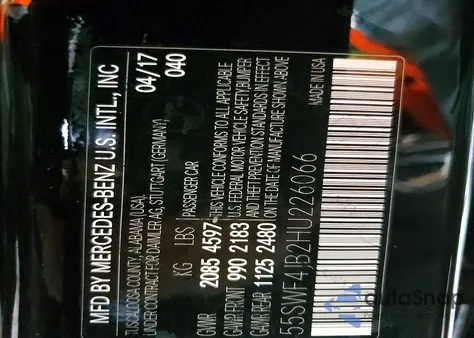 MFD BY MERCEDES-BENZ U.S. INTL., INC
TUSCALOOSA COUNTY, ALABAMA (USA),
UNDER CONTRACT FOR DAIMLER AG, STUTTGART (GERMANY)
04/17
040
KG LBS PASSENGER CAR
GVWR 2085 4597
GAWR FRONT 990 2183
GAWR REAR 1125 2480
THIS VEHICLE CONFORMS TO ALL APPLICABLE
U.S. FEDERAL MOTOR VEHICLE SAFETY, BUMPER
AND THEFT PREVENTION STANDARDS IN EFFECT
ON THE DATE OF MANUFACTURE SHOWN ABOVE
55SWF4JB2HU226066
MADE IN USA
autoSnap